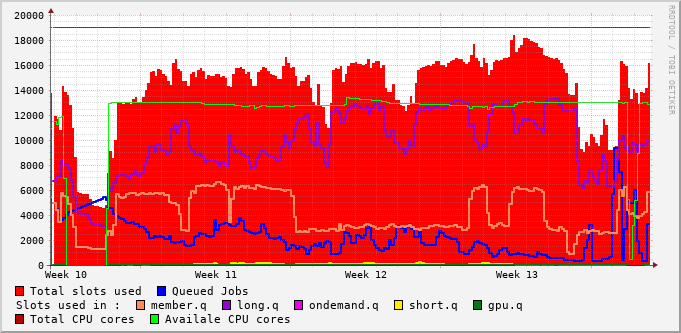 20000
18000
16000
14000
12000
10000
8000
6000
4000
2000
0
Week 10 Week 11 Week 12 Week 13
RRDTOOL / TOBI OETIKER
Total slots used Queued Jobs
Slots used in : member.q long.q ondemand.q short.q gpu.q
Total CPU cores Availale CPU cores